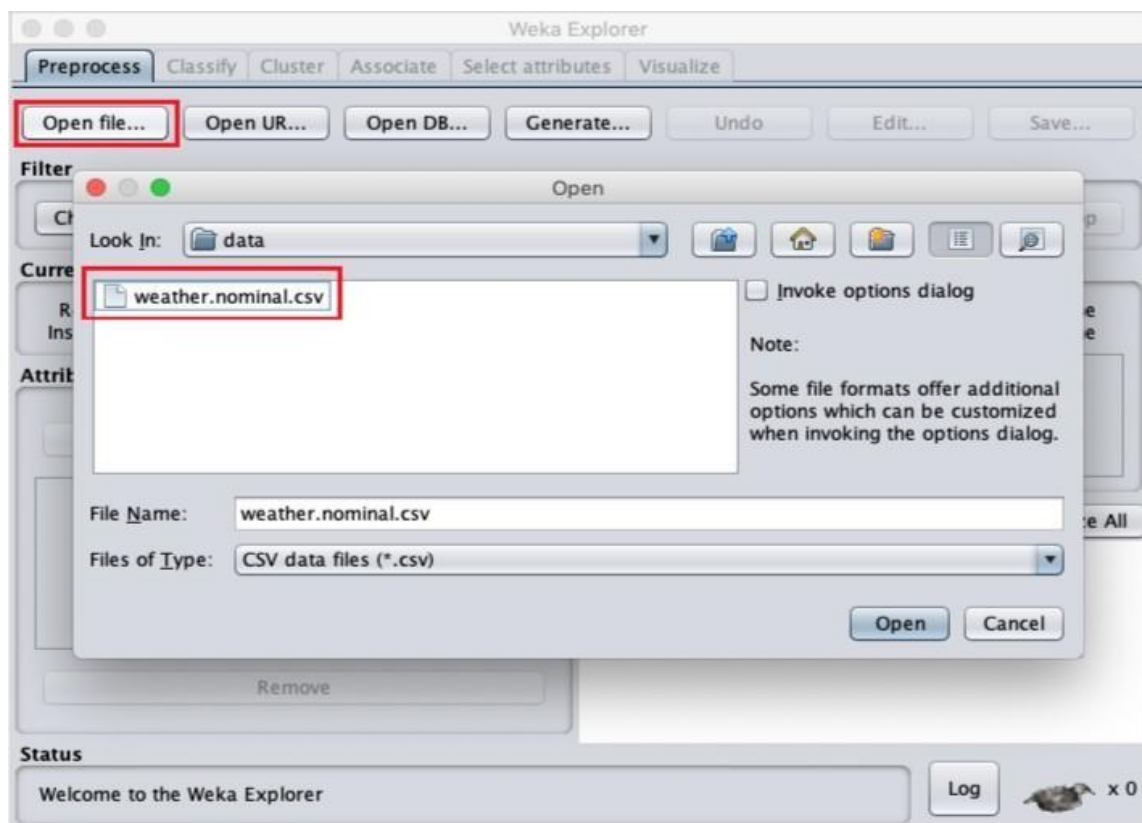 Weka Explorer
Preprocess Classify Cluster Associate Select attributes Visualize
Open file... Open UR... Open DB... Generate... Undo Edit... Save...
Filter
Open
Look In: data
weather.nominal.csv
Invoke options dialog
Note:
Some file formats offer additional
options which can be customized
when invoking the options dialog.
File Name: weather.nominal.csv
Files of Type: CSV data files (*.csv)
All
Open Cancel
Remove
Status
Welcome to the Weka Explorer
Log x 0